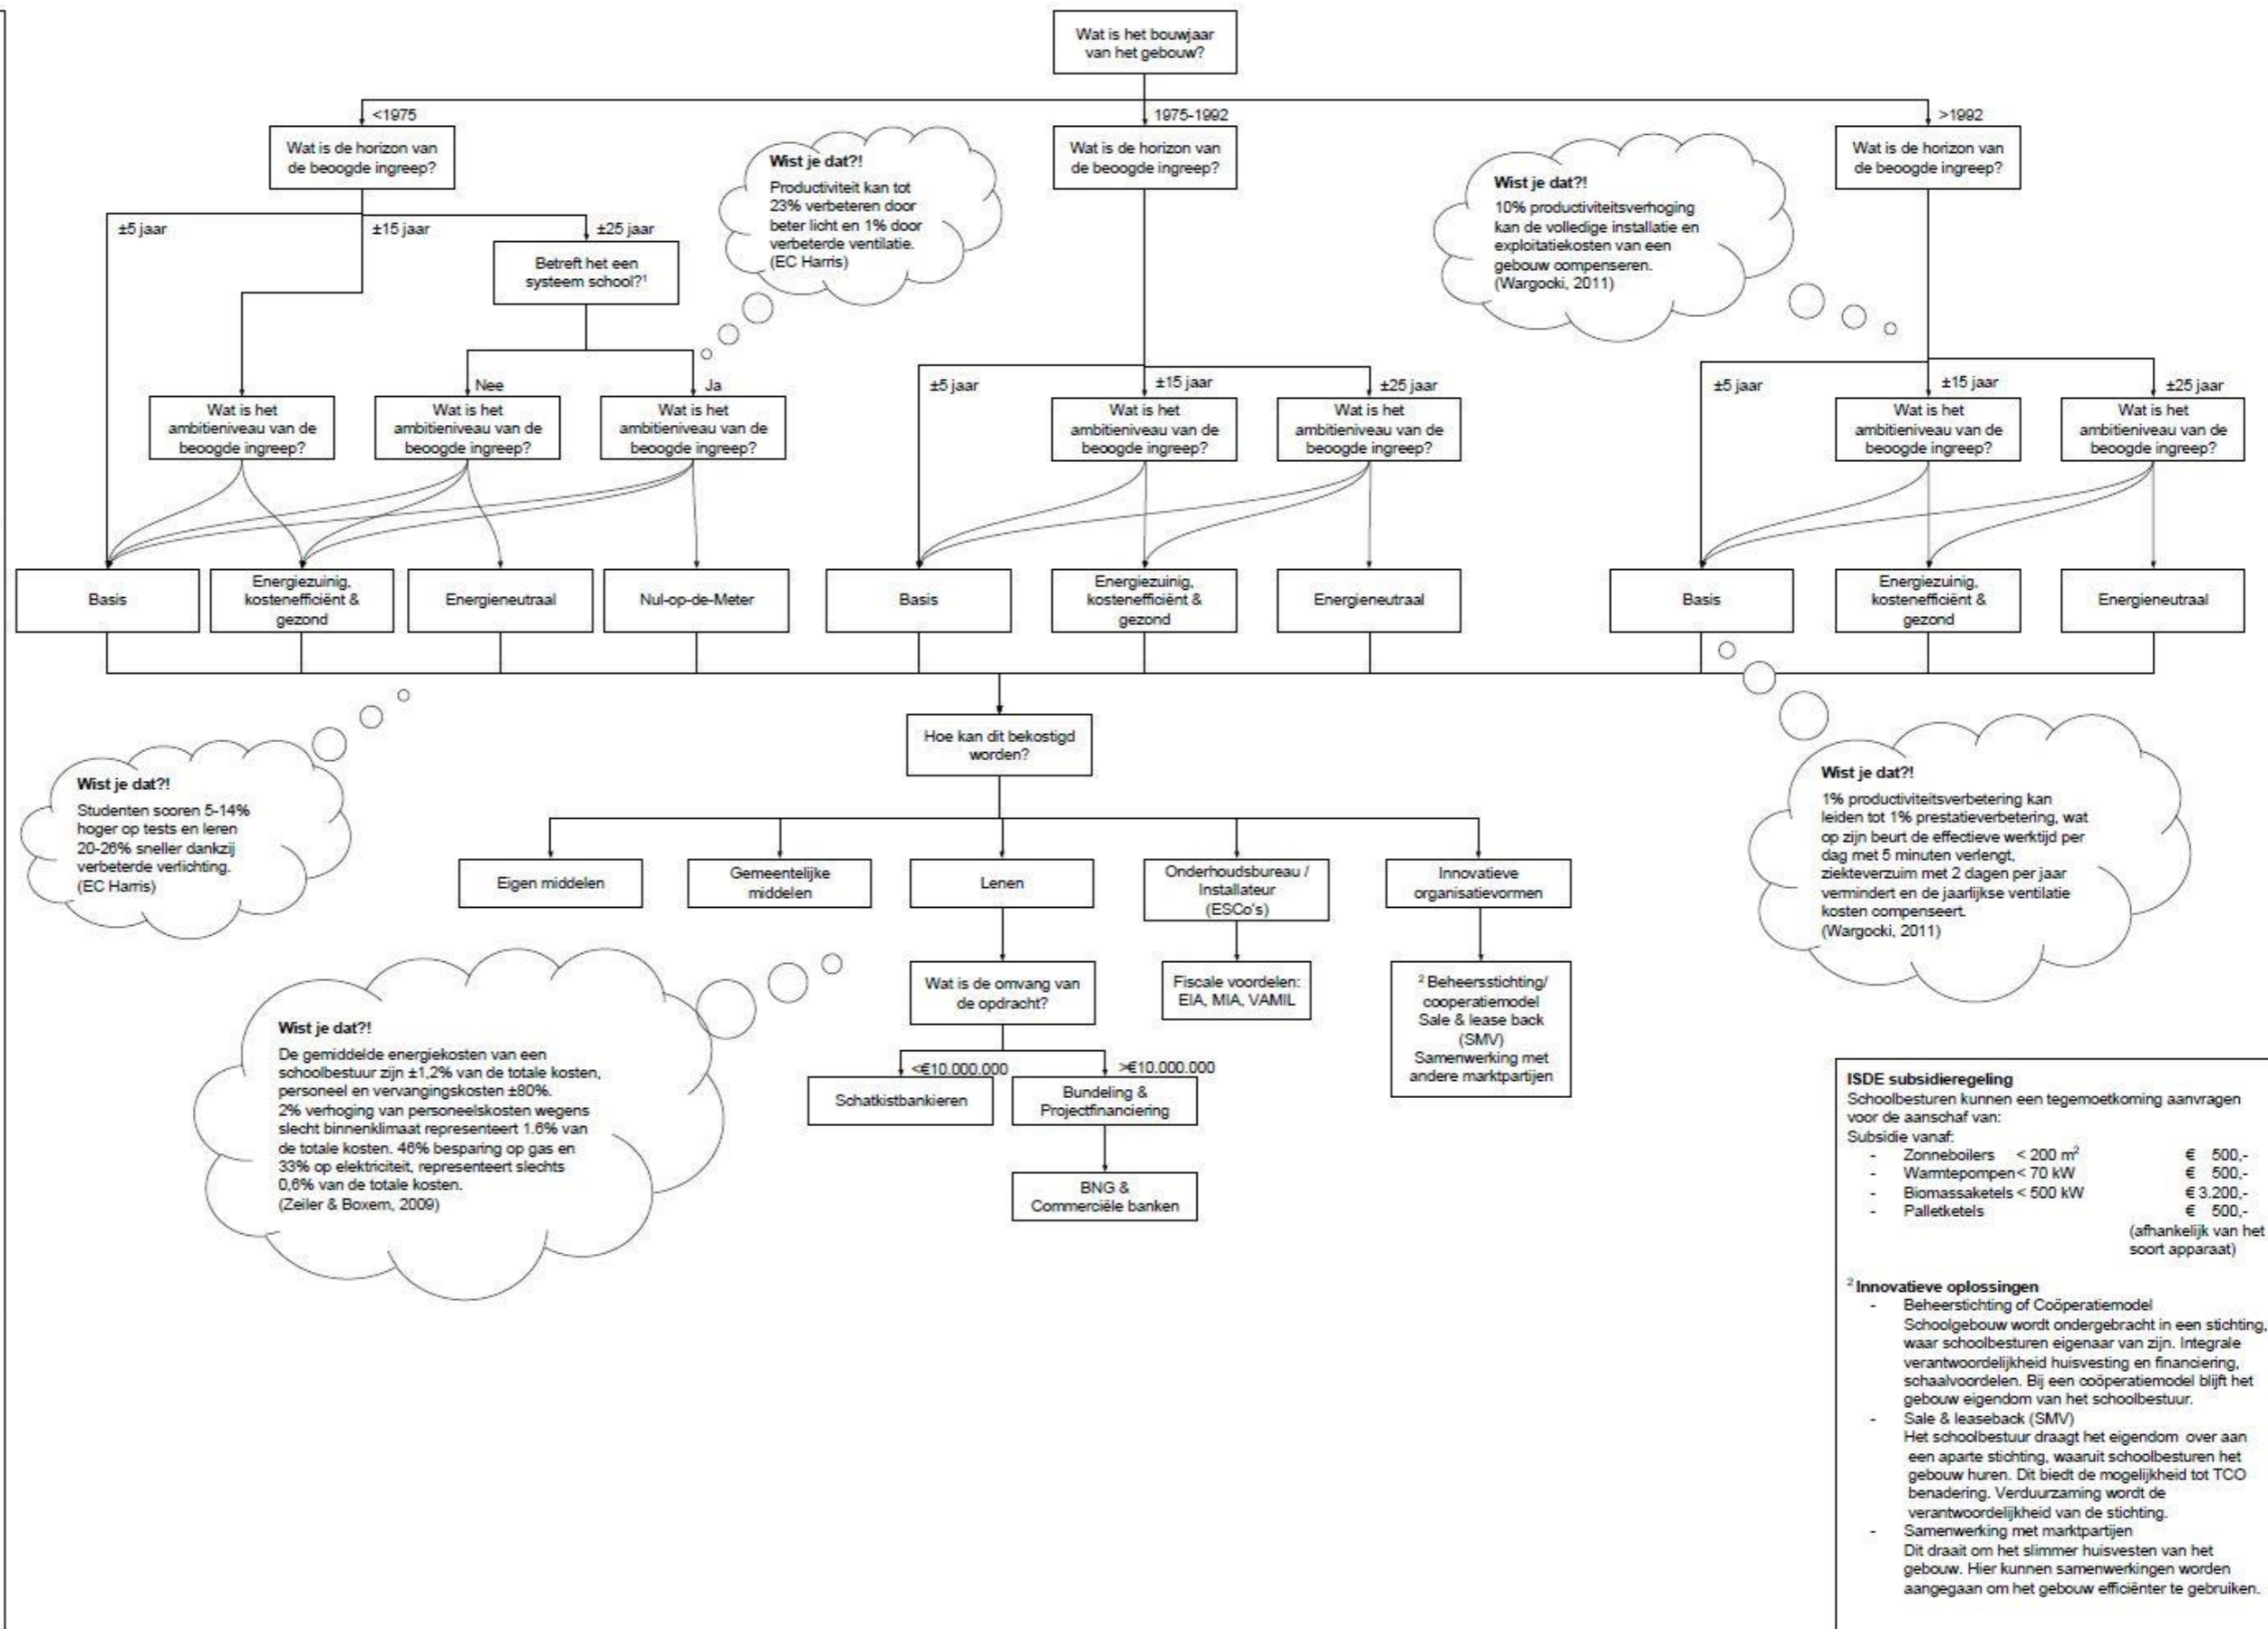 Wat is het bouwjaar
van het gebouw?
<1975
1975-1992
>1992
Wat is de horizon van
de beoogde ingreep?
Wat is de horizon van
de beoogde ingreep?
Wat is de horizon van
de beoogde ingreep?
Wist je dat?!
Productiviteit kan tot
23% verbeteren door
beter licht en 1% door
verbeterde ventilatie.
(EC Harris)
Wist je dat?!
10% productiviteitsverhoging
kan de volledige installatie en
exploitatiekosten van een
gebouw compenseren.
(Wargocki, 2011)
±5 jaar
±15 jaar
±25 jaar
Betreft het een
systeem school?¹
Nee
Ja
±5 jaar
±15 jaar
±25 jaar
±5 jaar
±15 jaar
±25 jaar
Wat is het
ambitieniveau van de
beoogde ingreep?
Wat is het
ambitieniveau van de
beoogde ingreep?
Wat is het
ambitieniveau van de
beoogde ingreep?
Wat is het
ambitieniveau van de
beoogde ingreep?
Wat is het
ambitieniveau van de
beoogde ingreep?
Wat is het
ambitieniveau van de
beoogde ingreep?
Wat is het
ambitieniveau van de
beoogde ingreep?
Basis
Energiezuinig,
kostenefficiënt &
gezond
Energieneutraal
Nul-op-de-Meter
Basis
Energiezuinig,
kostenefficiënt &
gezond
Energieneutraal
Basis
Energiezuinig,
kostenefficiënt &
gezond
Energieneutraal
Hoe kan dit bekostigd
worden?
Wist je dat?!
Studenten scoren 5-14%
hoger op tests en leren
20-26% sneller dankzij
verbeterde verlichting.
(EC Harris)
Wist je dat?!
1% productiviteitsverbetering kan
leiden tot 1% prestatieverbetering, wat
op zijn beurt de effectieve werktijd per
dag met 5 minuten verlengt,
ziekteverzuim met 2 dagen per jaar
vermindert en de jaarlijkse ventilatie
kosten compenseert.
(Wargocki, 2011)
Eigen middelen
Gemeentelijke
middelen
Lenen
Onderhoudsbureau /
Installateur
(ESCo's)
Innovatieve
organisatievormen
Wat is de omvang van
de opdracht?
Fiscale voordelen:
EIA, MIA, VAMIL
² Beheersstichting/
cooperatiemodel
Sale & lease back
(SMV)
Samenwerking met
andere marktpartijen
Wist je dat?!
De gemiddelde energiekosten van een
schoolbestuur zijn ±1,2% van de totale kosten,
personeel en vervangingskosten ±80%.
2% verhoging van personeelskosten wegens
slecht binnenklimaat representeert 1.6% van
de totale kosten. 46% besparing op gas en
33% op elektriciteit, representeert slechts
0,6% van de totale kosten.
(Zeiler & Boxem, 2009)
<€10.000.000
>€10.000.000
Schatkistbankieren
Bundeling &
Projectfinanciering
BNG &
Commerciële banken
ISDE subsidieregeling
Schoolbesturen kunnen een tegemoetkoming aanvragen
voor de aanschaf van:
Subsidie vanaf:
- Zonneboilers < 200 m² € 500,-
- Warmtepompen < 70 kW € 500,-
- Biomassaketels < 500 kW € 3.200,-
- Palletketels € 500,-
(afhankelijk van het
soort apparaat)
² Innovatieve oplossingen
- Beheerstichting of Coöperatiemodel
Schoolgebouw wordt ondergebracht in een stichting,
waar schoolbesturen eigenaar van zijn. Integrale
verantwoordelijkheid huisvesting en financiering,
schaalvoordelen. Bij een coöperatiemodel blijft het
gebouw eigendom van het schoolbestuur.
- Sale & leaseback (SMV)
Het schoolbestuur draagt het eigendom over aan
een aparte stichting, waaruit schoolbesturen het
gebouw huren. Dit biedt de mogelijkheid tot TCO
benadering. Verduurzaming wordt de
verantwoordelijkheid van de stichting.
- Samenwerking met marktpartijen
Dit draait om het slimmer huisvesten van het
gebouw. Hier kunnen samenwerkingen worden
aangegaan om het gebouw efficiënter te gebruiken.